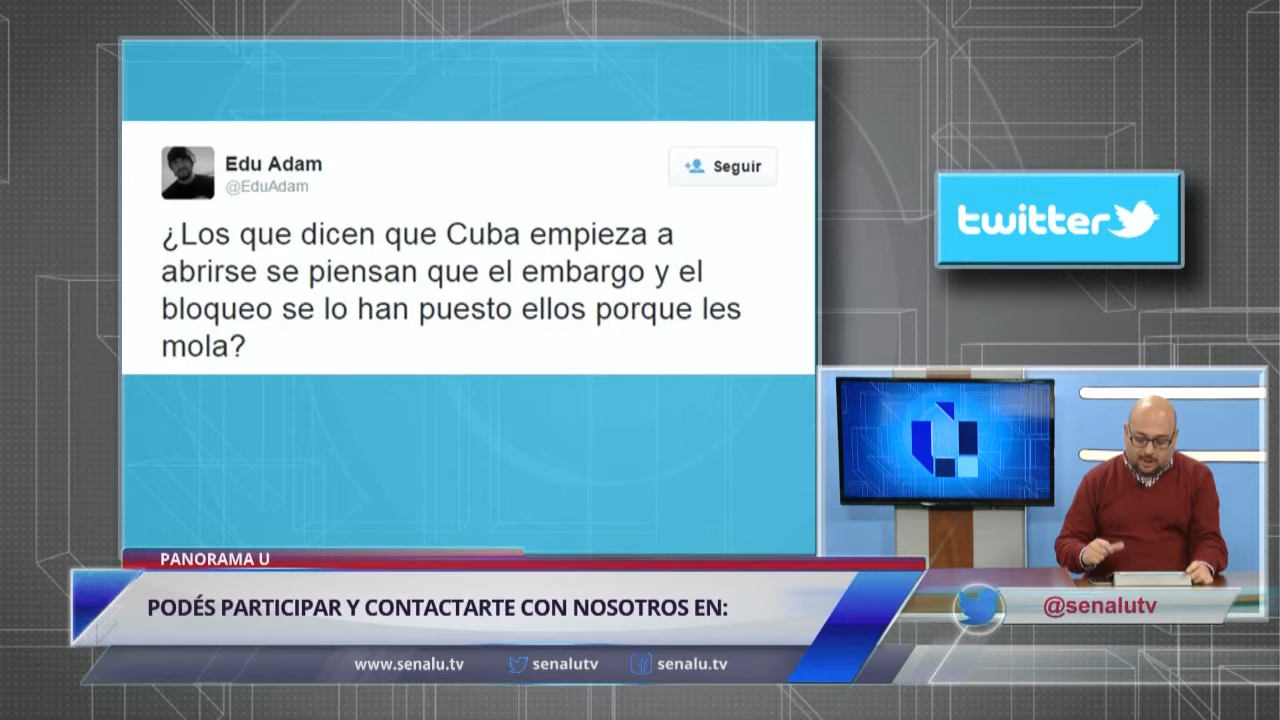 Edu Adam
@EduAdam
Seguir
¿Los que dicen que Cuba empieza a
abrirse se piensan que el embargo y el
bloqueo se lo han puesto ellos porque les
mola?
twitter
PANORAMA U
PODÉS PARTICIPAR Y CONTACTARTE CON NOSOTROS EN:
www.senalu.tv senalutv senalu.tv
@senalutv